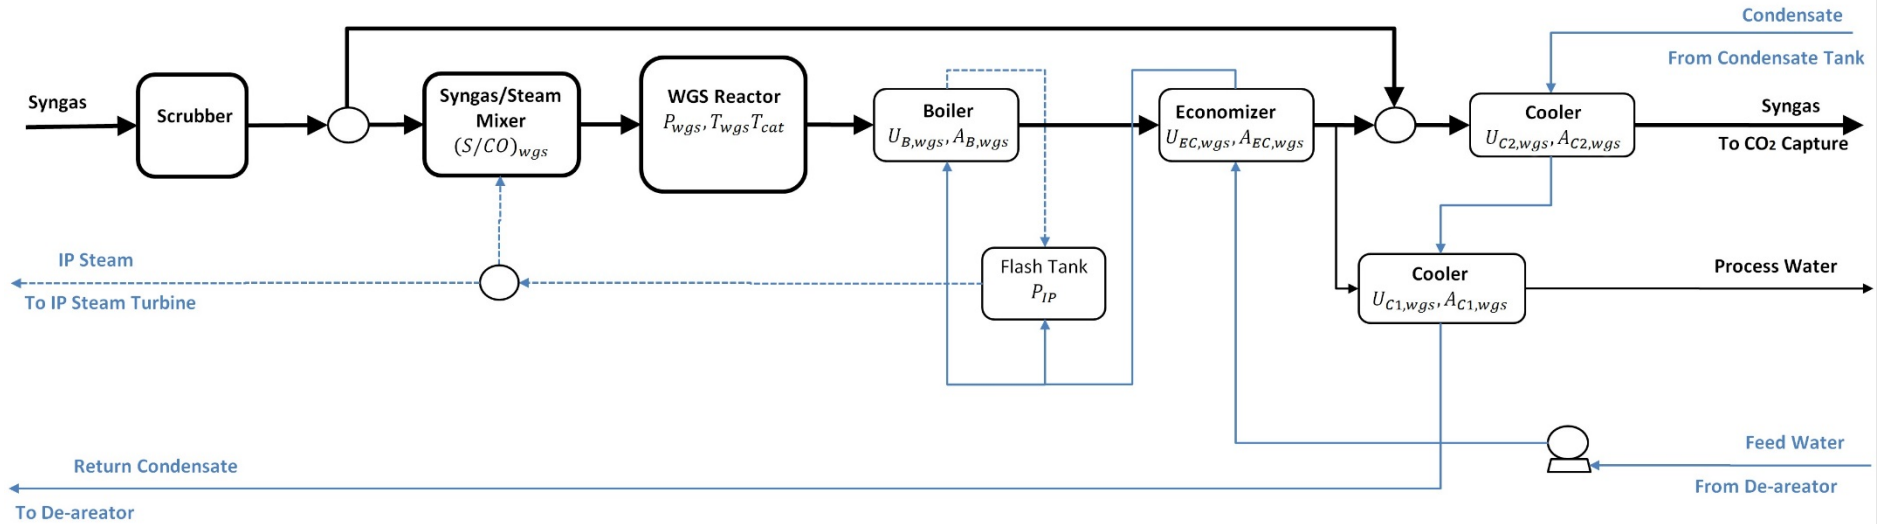 Condensate
From Condensate Tank
Syngas
Scrubber
Syngas/Steam
Mixer
(S/CO)wgs
WGS Reactor
Pwgs, TwgsTcat
Boiler
UB,wgs, AB,wgs
Economizer
UEC,wgs, AEC,wgs
Cooler
UC2,wgs, AC2,wgs
Syngas
To CO2 Capture
IP Steam
To IP Steam Turbine
Flash Tank
PIP
Cooler
UC1,wgs, AC1,wgs
Process Water
Return Condensate
To De-areator
Feed Water
From De-areator